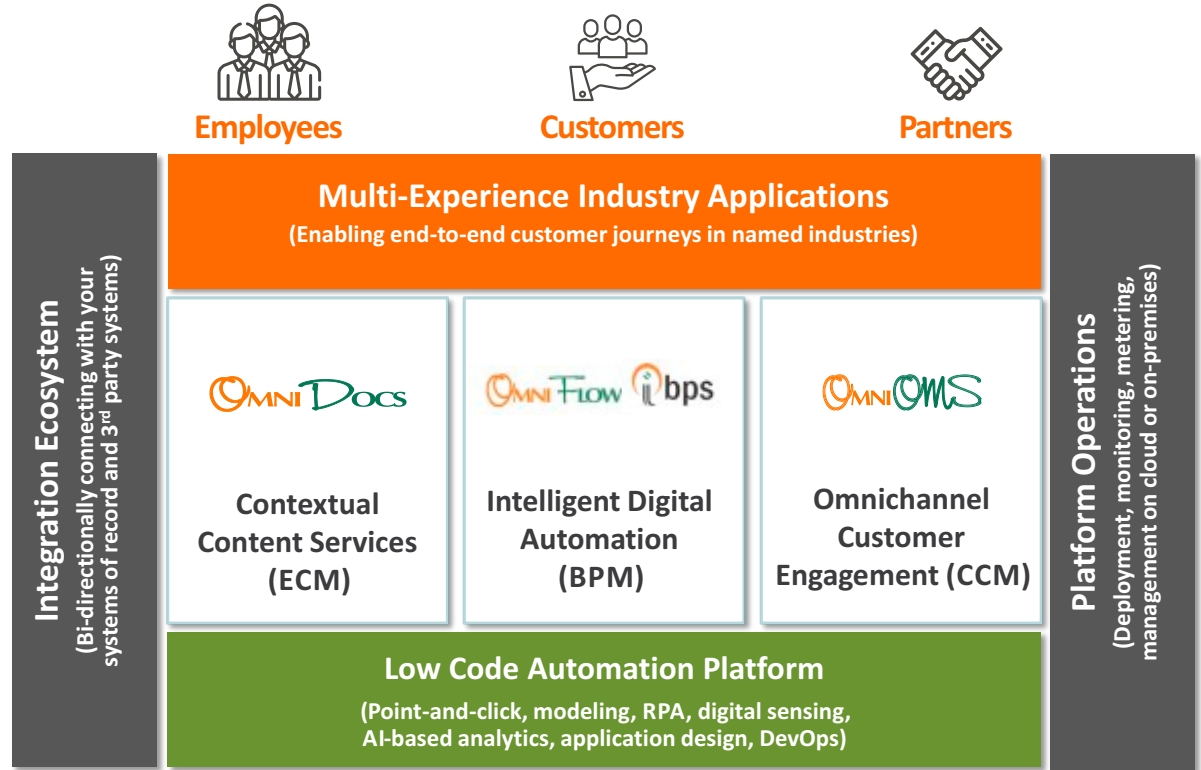 Employees
Customers
Partners
Integration Ecosystem
(Bi-directionally connecting with your
systems of record and 3rd party systems)
Multi-Experience Industry Applications
(Enabling end-to-end customer journeys in named industries)
OMNIDOCS
Contextual
Content Services
(ECM)
OMNIFLOW ibps
Intelligent Digital
Automation
(BPM)
OMNIOMS
Omnichannel
Customer
Engagement (CCM)
Low Code Automation Platform
(Point-and-click, modeling, RPA, digital sensing,
AI-based analytics, application design, DevOps)
Platform Operations
(Deployment, monitoring, metering,
management on cloud or on-premises)